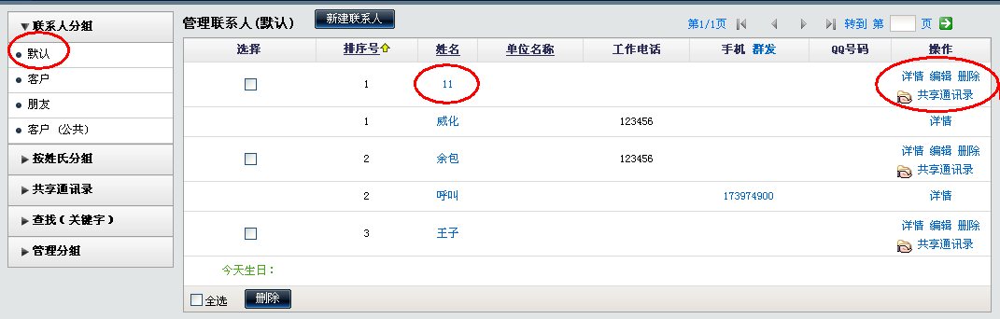 联系人分组
默认
客户
朋友
客户 (公共)
按姓氏分组
共享通讯录
查找(关键字)
管理分组
管理联系人(默认) 新建联系人 第1/1页 转到 第 页
选择 排序号 姓名 单位名称 工作电话 手机 群发 QQ号码 操作
1 11 详情 编辑 删除
共享通讯录
1 威化 123456 详情
2 余包 123456 详情 编辑 删除
共享通讯录
2 呼叫 173974900 详情
3 王子 详情 编辑 删除
共享通讯录
今天生日：
全选 删除